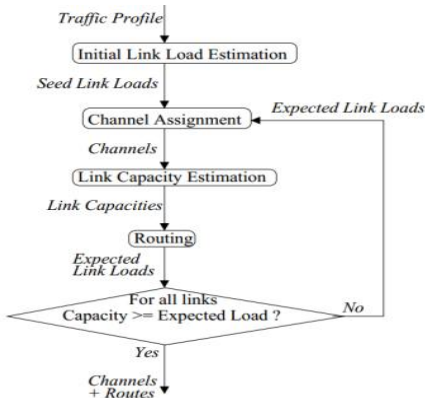 Traffic Profile
Initial Link Load Estimation
Seed Link Loads
Expected Link Loads
Channel Assignment
Channels
Link Capacity Estimation
Link Capacities
Routing
Expected
Link Loads
For all links
Capacity >= Expected Load ?
No
Yes
Channels
+ Routes